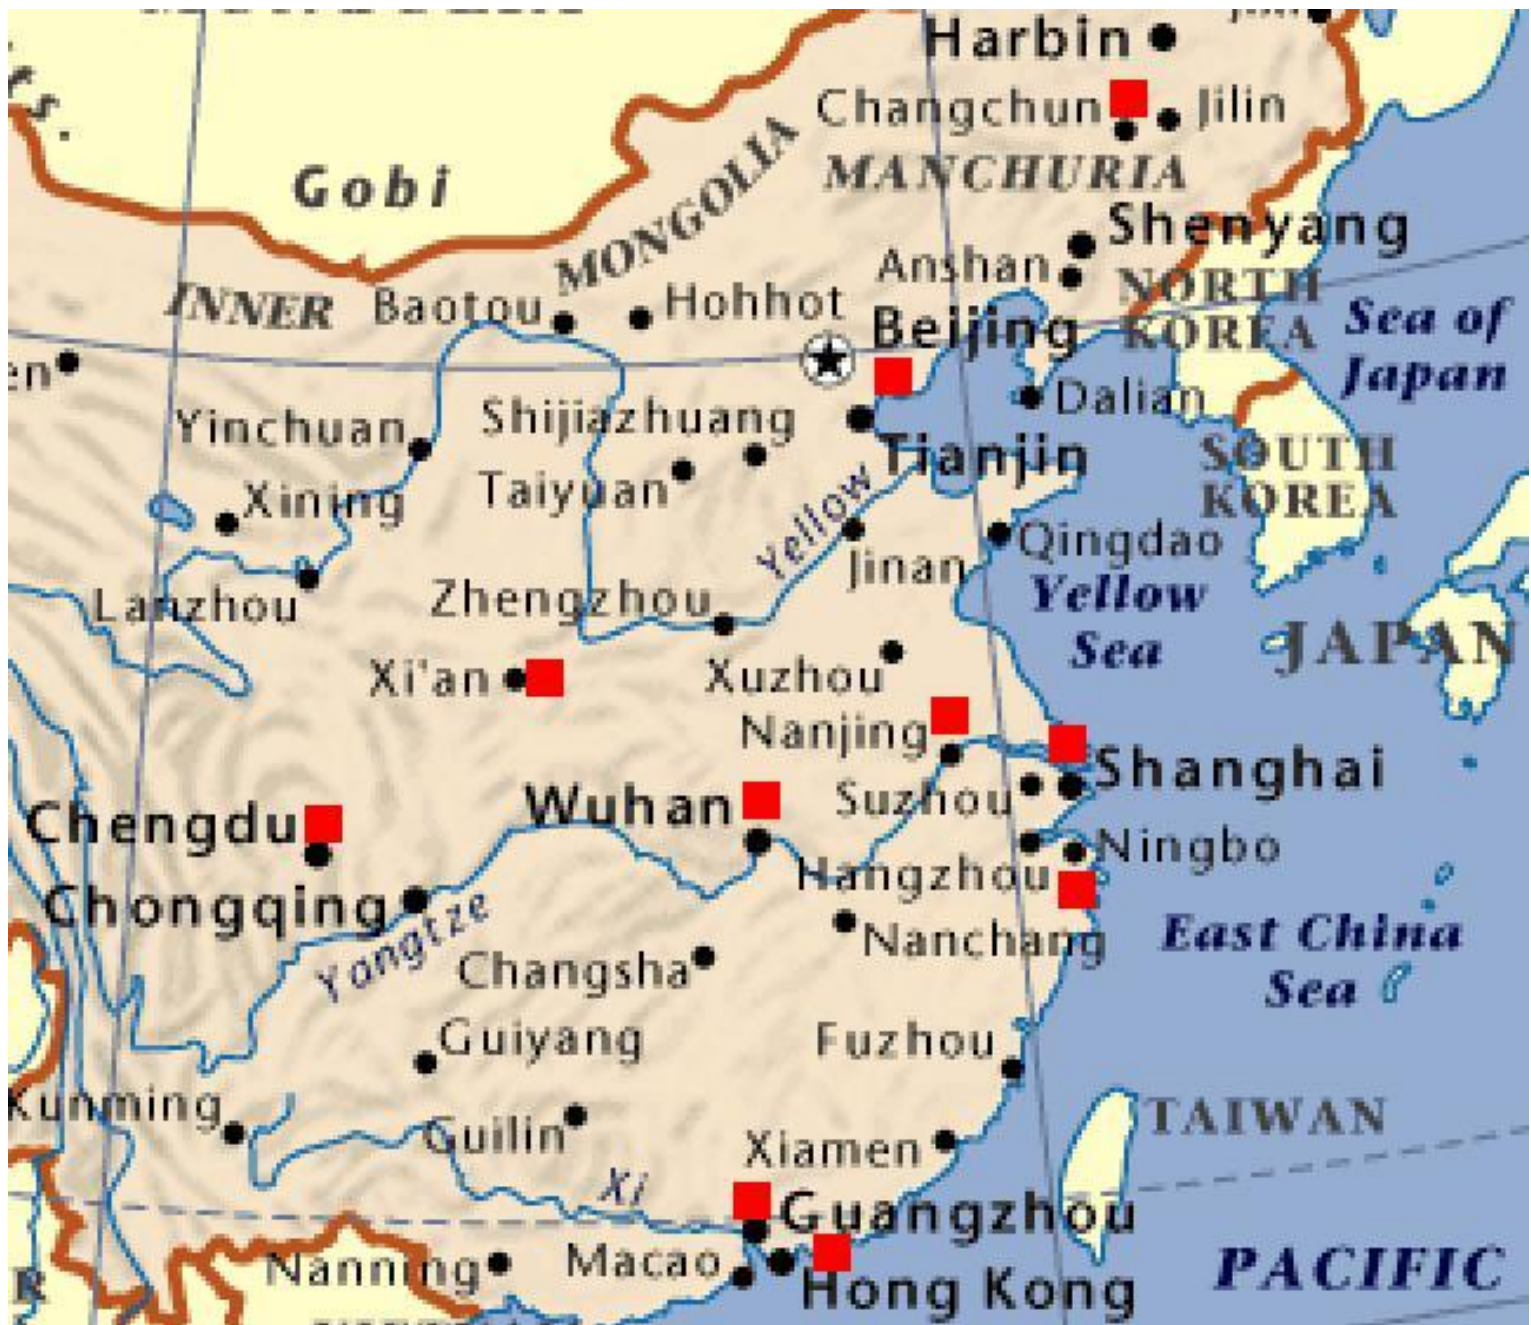 Harbin
Changchun
Jilin
MANCHURIA
ts.
Gobi
MONGOLIA
Shenyang
Anshan
INNER
Baotou
Hohhot
NORTH
KOREA
Beijing
Sea of
Japan
en
Dalian
Yinchuan
Shijiazhuang
Tianjin
SOUTH
KOREA
Xining
Taiyuan
Yellow
Jinan
Qingdao
Lanzhou
Zhengzhou
Yellow
Sea
JAPAN
Xi'an
Xuzhou
Nanjing
Shanghai
Chengdu
Wuhan
Suzhou
Ningbo
Hangzhou
Chongqing
Yangtze
Nanchang
East China
Sea
Changsha
Guiyang
Fuzhou
Kunming
TAIWAN
Guilin
Xiamen
Xi
Guangzhou
Nanning
Macao
Hong Kong
PACIFIC
R